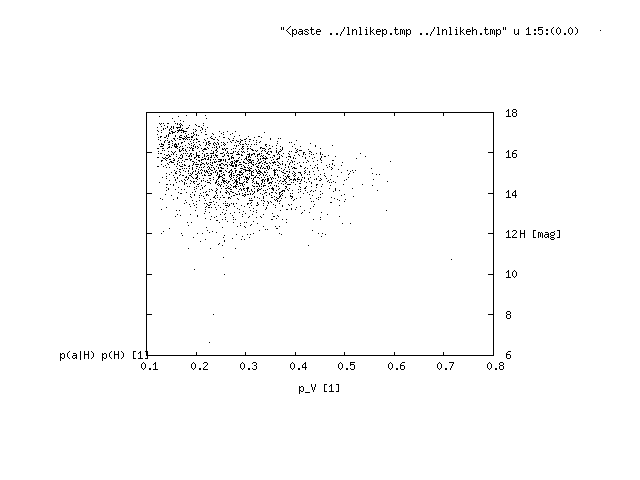 "<paste ../lnlikep.tmp ../lnlikeh.tmp" u 1:5:(0.0)
18
16
14
12 H [mag]
10
8
p(a|H) p(H) [1] 6
0.1 0.2 0.3 0.4 0.5 0.6 0.7 0.8
p_V [1]